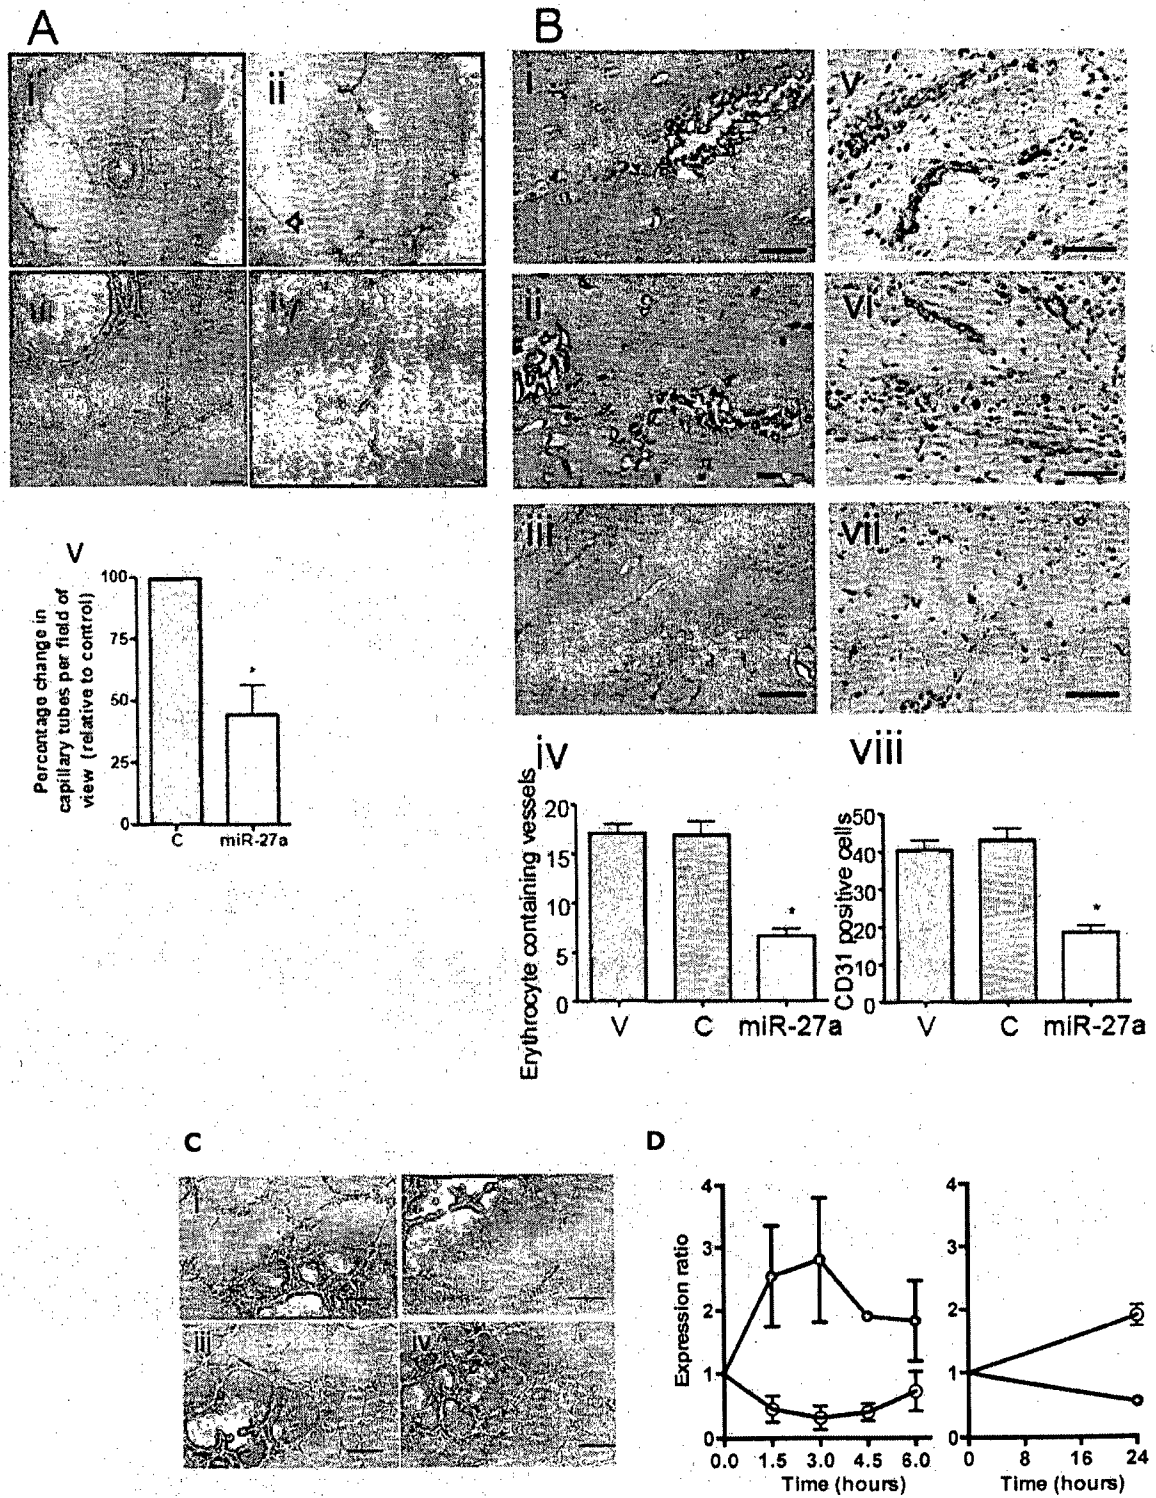 A
B
i
ii
iii
iv
i
v
ii
vi
iii
vii
v
100
75
50
25
0
Percentage change in
capillary tubes per field of
view (relative to control)
*
C
miR-27a
iv
20
15
10
5
0
Erythrocyte containing vessels
*
V
C
miR-27a
viii
50
40
30
20
10
0
CD31 positive cells
*
V
C
miR-27a
C
i
iii
iv
D
4
3
2
1
0
Expression ratio
0.0 1.5 3.0 4.5 6.0
Time (hours)
4
3
2
1
0
0 8 16 24
Time (hours)